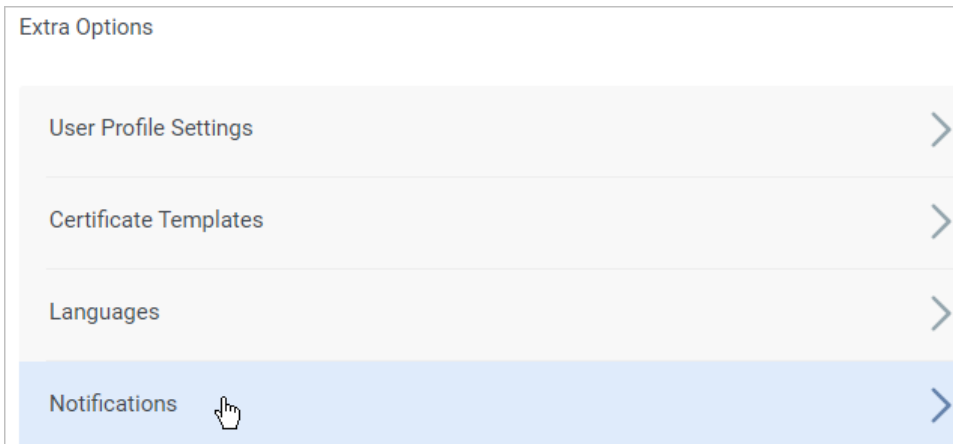 Extra Options
User Profile Settings
Certificate Templates
Languages
Notifications